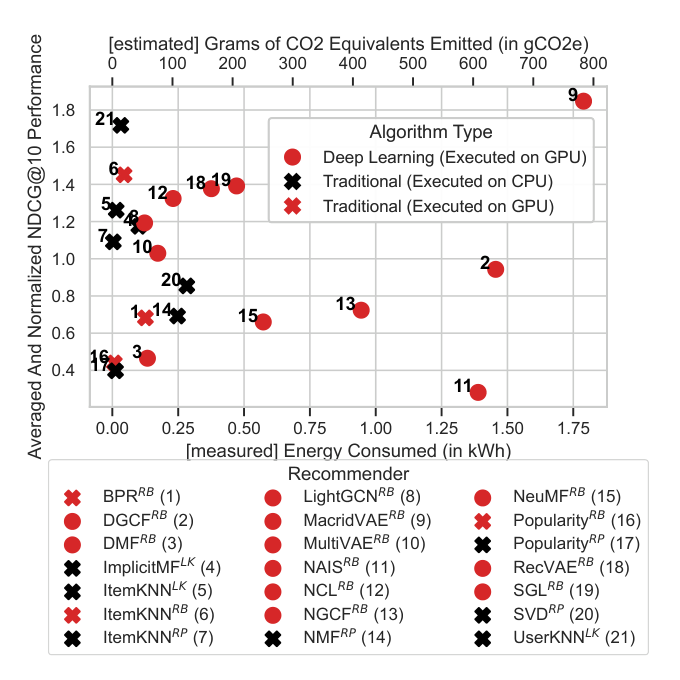 [estimated] Grams of CO2 Equivalents Emitted (in gCO2e)
0 100 200 300 400 500 600 700 800
Averaged And Normalized NDCG@10 Performance
1.8
1.6
1.4
1.2
1.0
0.8
0.6
0.4
Algorithm Type
Deep Learning (Executed on GPU)
Traditional (Executed on CPU)
Traditional (Executed on GPU)
9
21
6
12
18
19
5
8
4
7
10
2
20
1
14
15
13
3
16
17
11
0.00 0.25 0.50 0.75 1.00 1.25 1.50 1.75
[measured] Energy Consumed (in kWh)
Recommender
BPR^RB (1)
DGCF^RB (2)
DMF^RB (3)
ImplicitMF^LK (4)
ItemKNN^LK (5)
ItemKNN^RB (6)
ItemKNN^RP (7)
LightGCN^RB (8)
MacridVAE^RB (9)
MultiVAE^RB (10)
NAIS^RB (11)
NCL^RB (12)
NGCF^RB (13)
NMF^RP (14)
NeuMF^RB (15)
Popularity^RB (16)
Popularity^RP (17)
RecVAE^RB (18)
SGL^RB (19)
SVD^RP (20)
UserKNN^LK (21)